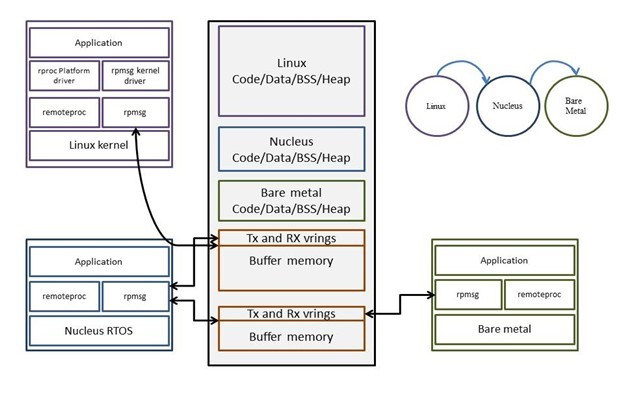 Application
rproc Platform
driver
rpmsg kernel
driver
remoteproc
rpmsg
Linux kernel
Linux
Code/Data/BSS/Heap
Nucleus
Code/Data/BSS/Heap
Bare metal
Code/Data/BSS/Heap
Tx and RX vrings
Buffer memory
Tx and Rx vrings
Buffer memory
Linux
Nucleus
Bare
Metal
Application
remoteproc
rpmsg
Nucleus RTOS
Application
rpmsg
remoteproc
Bare metal